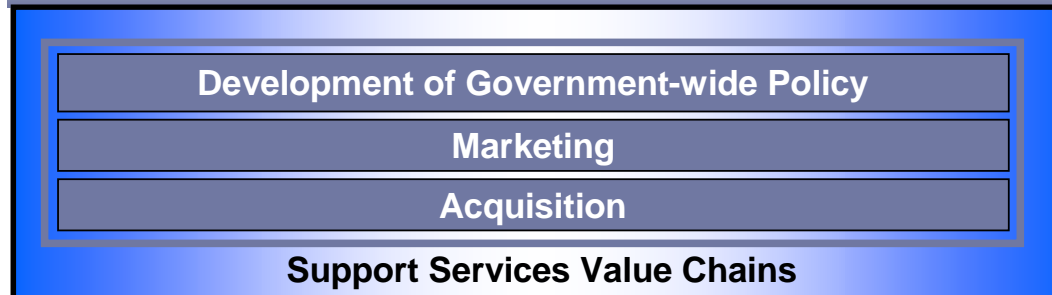 Development of Government-wide Policy
Marketing
Acquisition
Support Services Value Chains